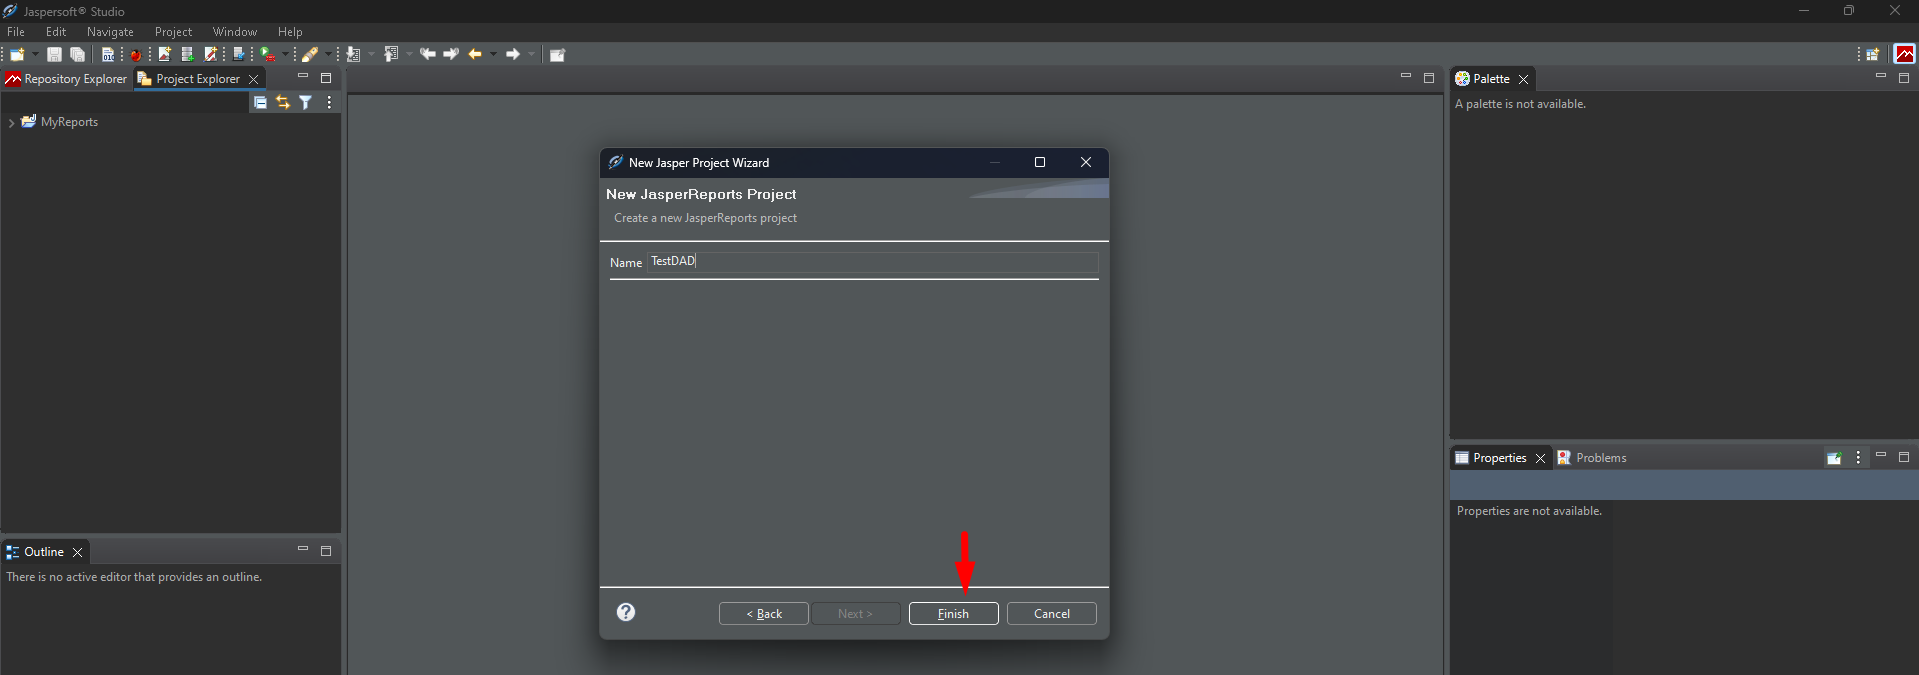 Jaspersoft® Studio
File Edit Navigate Project Window Help
Repository Explorer Project Explorer
MyReports
Outline
There is no active editor that provides an outline.
New Jasper Project Wizard
New JasperReports Project
Create a new JasperReports project
Name TestDAD
< Back Next > Finish Cancel
Palette
A palette is not available.
Properties Problems
Properties are not available.